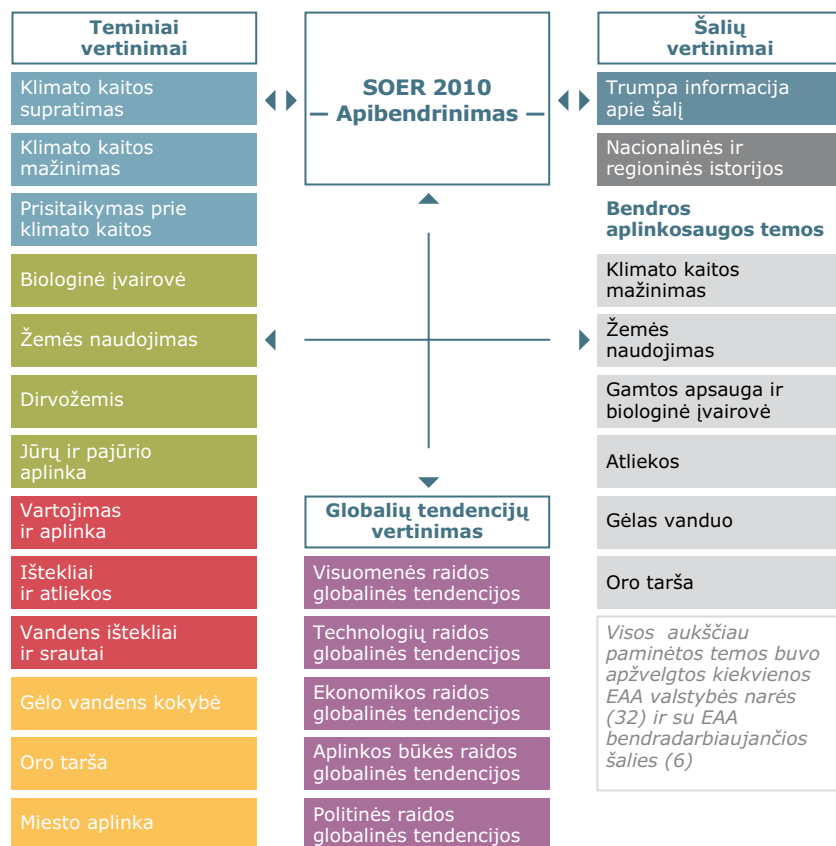 Teminiai
vertinimai
Klimato kaitos
supratimas
Klimato kaitos
mažinimas
Prisitaikymas prie
klimato kaitos
Biologinė įvairovė
Žemės naudojimas
Dirvožemis
Jūrų ir pajūrio
aplinka
Vartojimas
ir aplinka
Ištekliai
ir atliekos
Vandens ištekliai
ir srautai
Gėlo vandens kokybė
Oro tarša
Miesto aplinka
SOER 2010
— Apibendrinimas —
Globalių tendencijų
vertinimas
Visuomenės raidos
globalinės tendencijos
Technologijų raidos
globalinės tendencijos
Ekonomikos raidos
globalinės tendencijos
Aplinkos būkės raidos
globalinės tendencijos
Politinės raidos
globalinės tendencijos
Šalių
vertinimai
Trumpa informacija
apie šalį
Nacionalinės ir
regioninės istorijos
Bendros
aplinkosaugos temos
Klimato kaitos
mažinimas
Žemės
naudojimas
Gamtos apsauga ir
biologinė įvairovė
Atliekos
Gėlas vanduo
Oro tarša
Visos aukščiau
paminėtos temos buvo
apžvelgtos kiekvienos
EAA valstybės narės
(32) ir su EAA
bendradarbiaujančios
šalies (6)